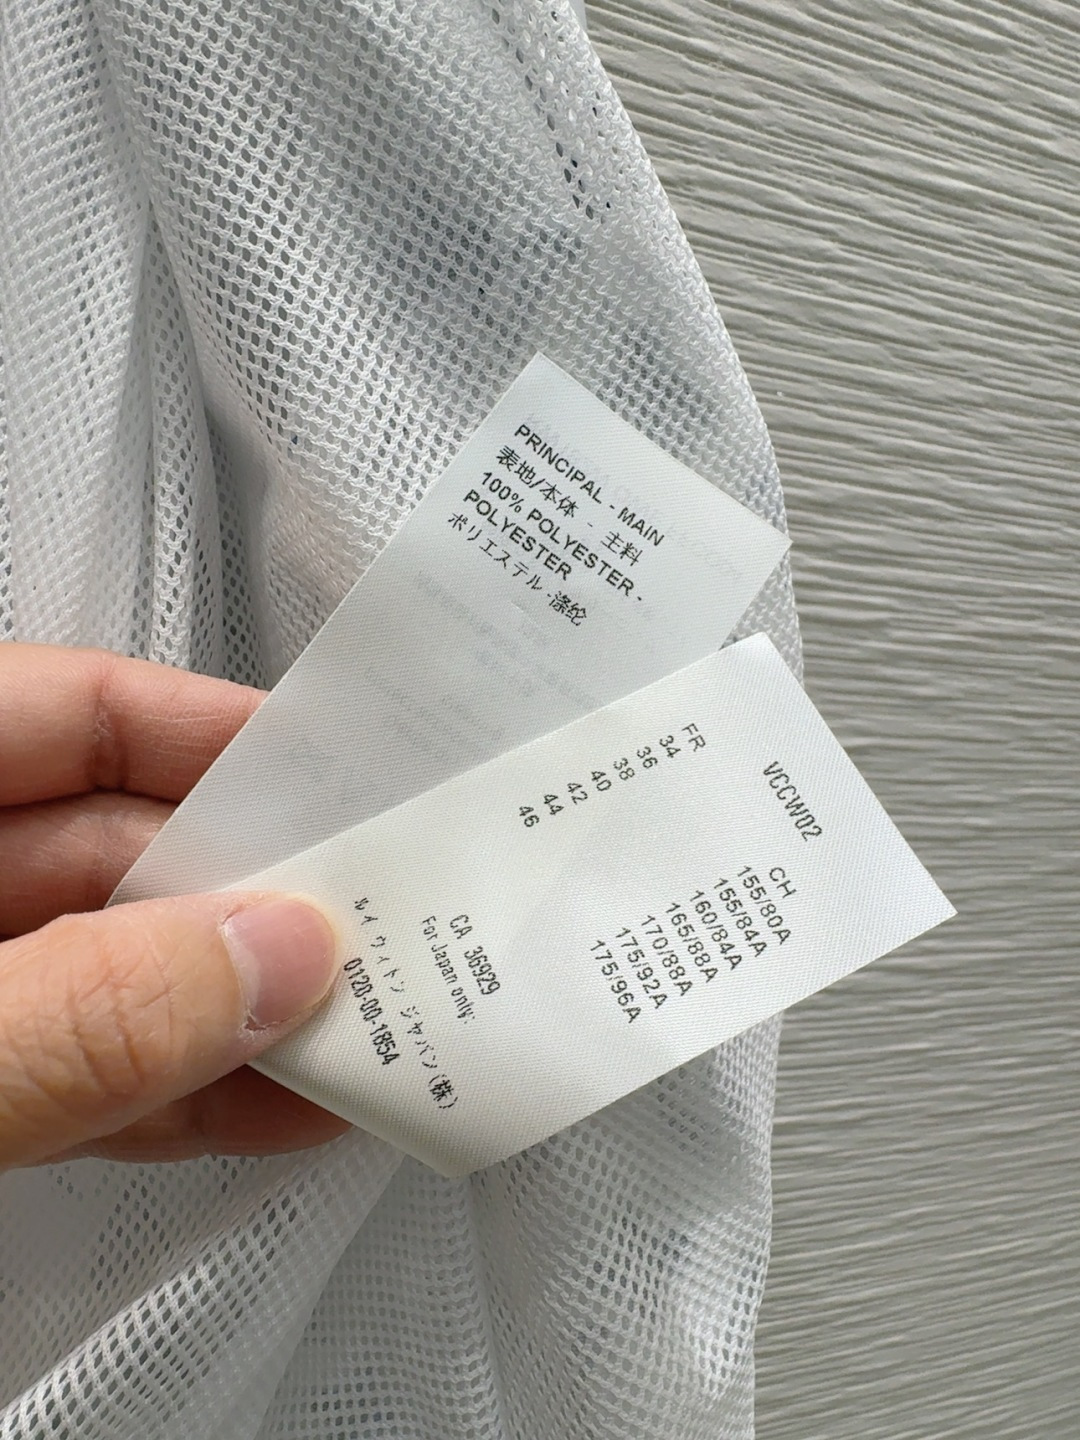 PRINCIPAL - MAIN
表地/本体 - 主料
100% POLYESTER -
POLYESTER
ポリエステル -涤纶
VCCW02
FR
34
36
38
40
42
44
46
CH
155/80A
155/84A
160/84A
165/88A
170/88A
175/92A
175/96A
CA 36929
For Japan only:
ルイ ヴィトン ジャパン (株)
0120-00-1854